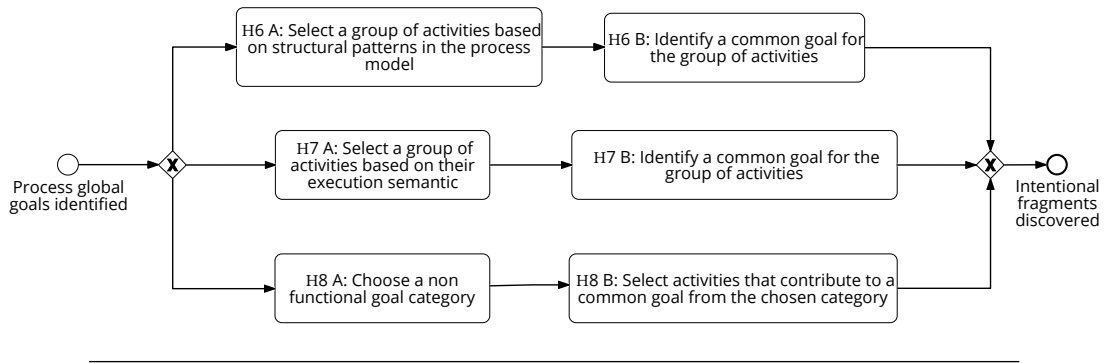 H6 A: Select a group of activities based
on structural patterns in the process
model
H6 B: Identify a common goal for
the group of activities
Process global
goals identified
X
H7 A: Select a group of
activities based on their
execution semantic
H7 B: Identify a common goal for the
group of activities
X
Intentional
fragments
discovered
H8 A: Choose a non
functional goal category
H8 B: Select activities that contribute to a
common goal from the chosen category